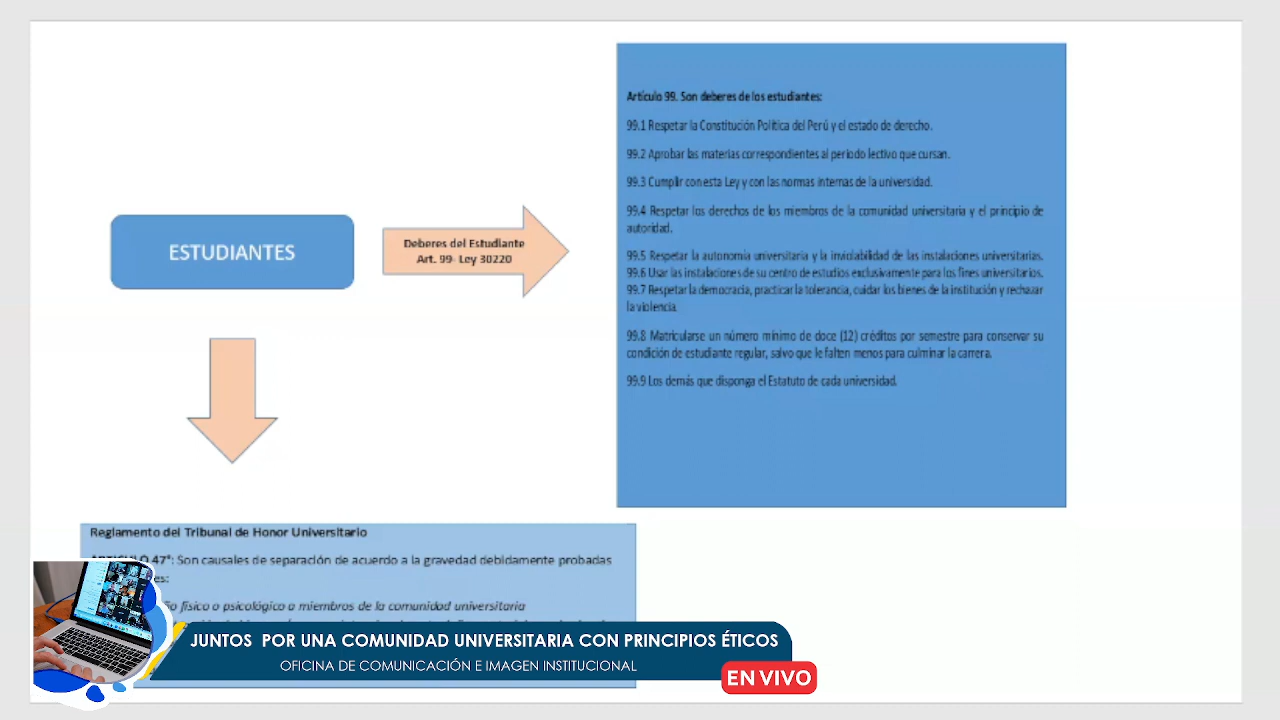 Artículo 99. Son deberes de los estudiantes:
99.1 Respetar la Constitución Política del Perú y el estado de derecho.
99.2 Aprobar las materias correspondientes al periodo lectivo que cursan.
99.3 Cumplir con esta Ley y con las normas internas de la universidad.
99.4 Respetar los derechos de los miembros de la comunidad universitaria y el principio de
autoridad.
99.5 Respetar la autonomía universitaria y la inviolabilidad de las instalaciones universitarias.
99.6 Usar las instalaciones de su centro de estudios exclusivamente para los fines universitarios.
99.7 Respetar la democracia, practicar la tolerancia, cuidar los bienes de la institución y rechazar
la violencia.
99.8 Matricularse un número mínimo de doce (12) créditos por semestre para conservar su
condición de estudiante regular, salvo que le falten menos para culminar la carrera.
99.9 Los demás que disponga el Estatuto de cada universidad.
ESTUDIANTES
Deberes del Estudiante
Art. 99- Ley 30220
Reglamento del Tribunal de Honor Universitario
47°: Son causales de separación de acuerdo a la gravedad debidamente probadas
físico o psicológico a miembros de la comunidad universitaria
JUNTOS POR UNA COMUNIDAD UNIVERSITARIA CON PRINCIPIOS ÉTICOS
OFICINA DE COMUNICACIÓN E IMAGEN INSTITUCIONAL
EN VIVO